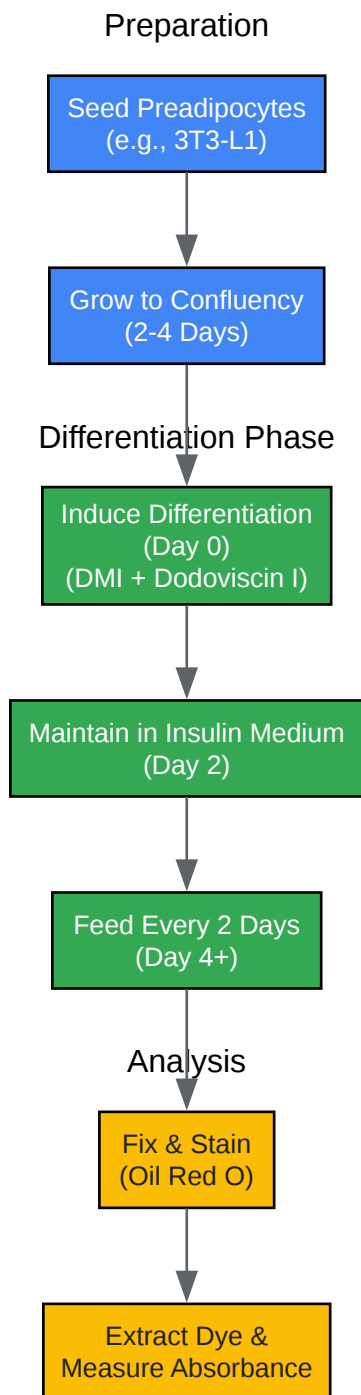 Preparation
Seed Preadipocytes
(e.g., 3T3-L1)
Grow to Confluency
(2-4 Days)
Differentiation Phase
Induce Differentiation
(Day 0)
(DMI + Dodoviscin I)
Maintain in Insulin Medium
(Day 2)
Feed Every 2 Days
(Day 4+)
Analysis
Fix & Stain
(Oil Red O)
Extract Dye &
Measure Absorbance